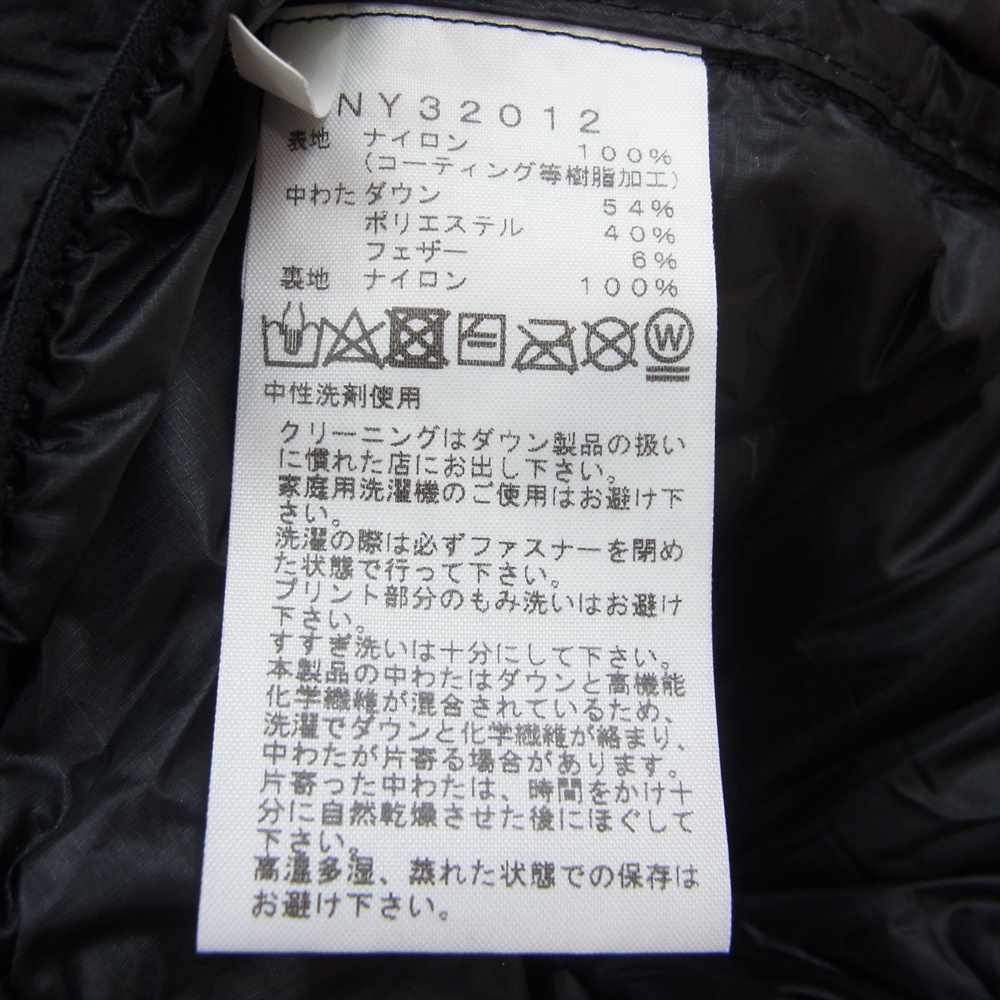 NY32012
表地 ナイロン 100%
(コーティング等樹脂加工)
中わた ダウン 54%
ポリエステル 40%
フェザー 6%
裏地 ナイロン 100%
W
中性洗剤使用
クリーニングはダウン製品の扱い
に慣れた店にお出し下さい。
家庭用洗濯機のご使用はお避け下
さい。
洗濯の際は必ずファスナーを閉め
た状態で行って下さい。
プリント部分のもみ洗いはお避け
下さい。
すすぎ洗いは十分にして下さい。
本製品の中わたはダウンと高機能
化学繊維が混合されているため、
洗濯でダウンと化学繊維が絡まり、
中わたが片寄る場合があります。
片寄った中わたは、時間をかけ十
分に自然乾燥させた後にほぐして
下さい。
高温多湿、蒸れた状態での保存は
お避け下さい。